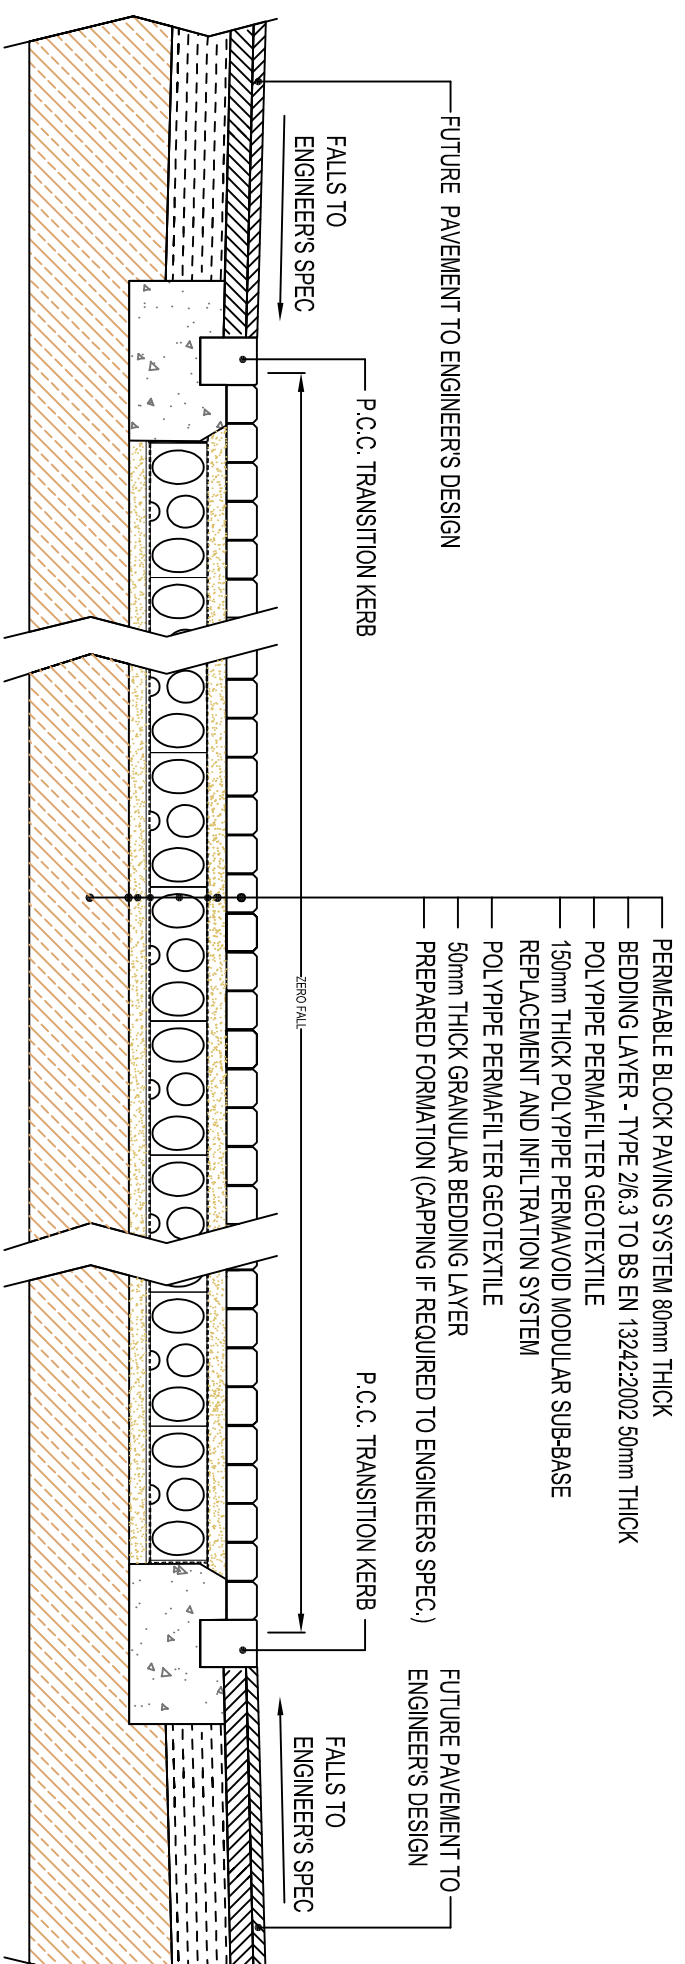 PERMEABLE BLOCK PAVING SYSTEM 80mm THICK
BEDDING LAYER - TYPE 2/6.3 TO BS EN 13242:2002 50mm THICK
POLYPIPE PERMAFILTER GEOTEXTILE
150mm THICK POLYPIPE PERMAVOID MODULAR SUB-BASE
REPLACEMENT AND INFILTRATION SYSTEM
POLYPIPE PERMAFILTER GEOTEXTILE
50mm THICK GRANULAR BEDDING LAYER
PREPARED FORMATION (CAPPING IF REQUIRED TO ENGINEERS SPEC.)
FUTURE PAVEMENT TO ENGINEER'S DESIGN
P.C.C. TRANSITION KERB
FALLS TO
ENGINEER'S SPEC
ZERO FALL
P.C.C. TRANSITION KERB
FUTURE PAVEMENT TO
ENGINEER'S DESIGN
FALLS TO
ENGINEER'S SPEC